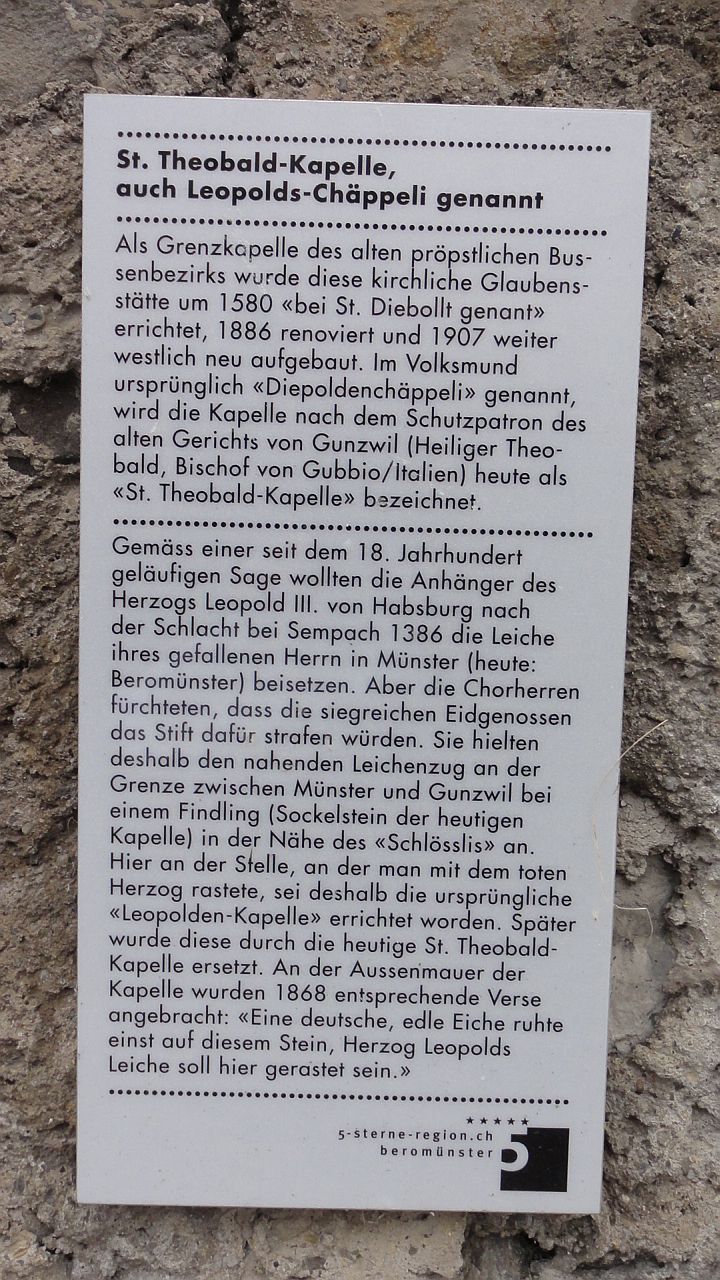 St. Theobald-Kapelle,
auch Leopolds-Chäppeli genannt
Als Grenzkapelle des alten pröpstlichen Bus-
senbezirks wurde diese kirchliche Glaubens-
stätte um 1580 «bei St. Diebollt genant»
errichtet, 1886 renoviert und 1907 weiter
westlich neu aufgebaut. Im Volksmund
ursprünglich «Diepoldenchäppeli» genannt,
wird die Kapelle nach dem Schutzpatron des
alten Gerichts von Gunzwil (Heiliger Theo-
bald, Bischof von Gubbio/Italien) heute als
«St. Theobald-Kapelle» bezeichnet.
Gemäss einer seit dem 18. Jahrhundert
geläufigen Sage wollten die Anhänger des
Herzogs Leopold III. von Habsburg nach
der Schlacht bei Sempach 1386 die Leiche
ihres gefallenen Herrn in Münster (heute:
Beromünster) beisetzen. Aber die Chorherren
fürchteten, dass die siegreichen Eidgenossen
das Stift dafür strafen würden. Sie hielten
deshalb den nahenden Leichenzug an der
Grenze zwischen Münster und Gunzwil bei
einem Findling (Sockelstein der heutigen
Kapelle) in der Nähe des «Schlösslis» an.
Hier an der Stelle, an der man mit dem toten
Herzog rastete, sei deshalb die ursprüngliche
«Leopolden-Kapelle» errichtet worden. Später
wurde diese durch die heutige St. Theobald-
Kapelle ersetzt. An der Aussenmauer der
Kapelle wurden 1868 entsprechende Verse
angebracht: «Eine deutsche, edle Eiche ruhte
einst auf diesem Stein, Herzog Leopolds
Leiche soll hier gerastet sein.»
5-sterne-region.ch
beromünster
5